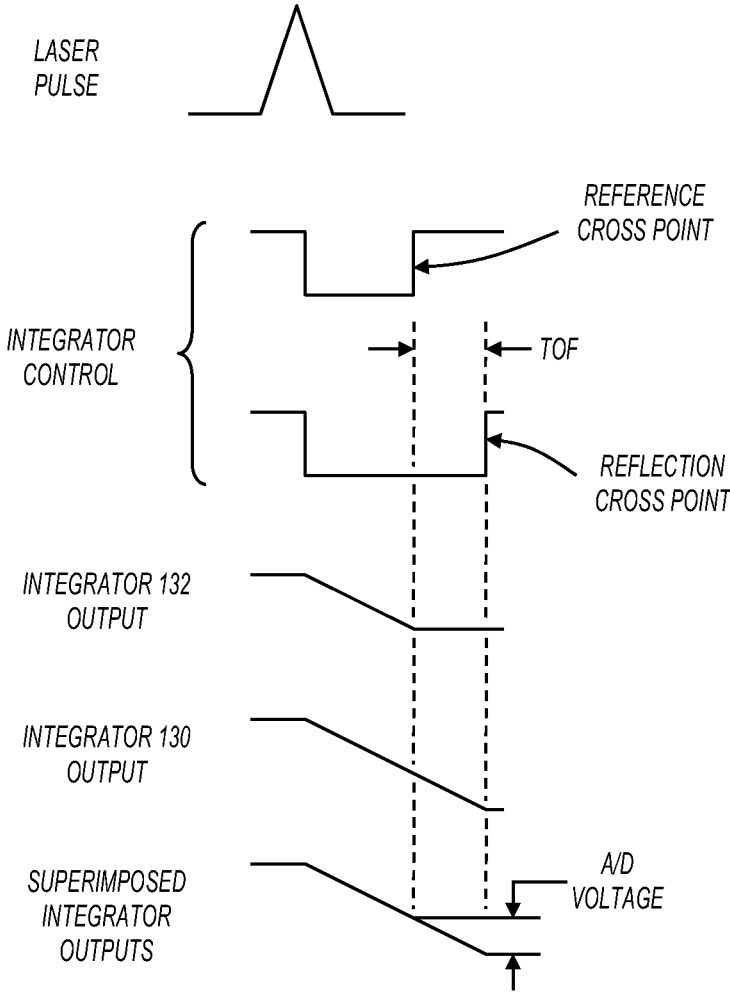 LASER
PULSE
REFERENCE
CROSS POINT
INTEGRATOR
CONTROL
TOF
REFLECTION
CROSS POINT
INTEGRATOR 132
OUTPUT
INTEGRATOR 130
OUTPUT
SUPERIMPOSED
INTEGRATOR
OUTPUTS
A/D
VOLTAGE